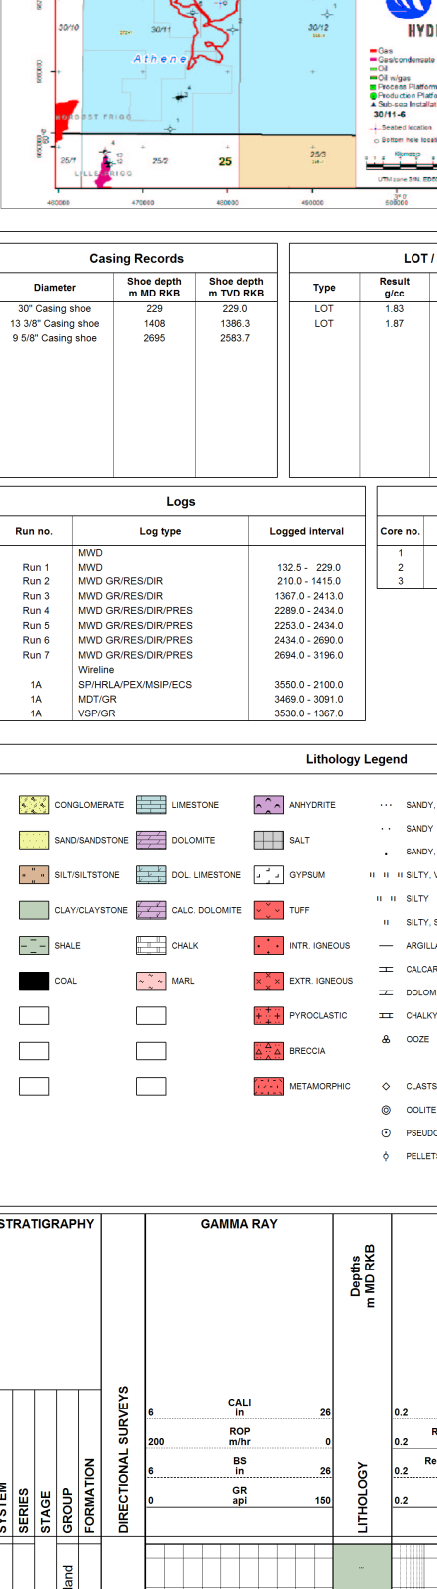 30/10
30/11
30/12
HYD
Athene
Gas
Gas/condensate
Oil
Oil w/gas
Process Platform
Production Platfo
Sub-sea Installat
30/11-6
Seabed location
Bottom hole locati
Kilometers
25/1
25/2
25
25/3
460000 470000 480000 490000 500000
Casing Records
Diameter Shoe depth m MD RKB Shoe depth m TVD RKB
30" Casing shoe 229 229.0
13 3/8" Casing shoe 1408 1386.3
9 5/8" Casing shoe 2695 2583.7
LOT /
Type Result g/cc
LOT 1.83
LOT 1.87
Logs
Run no. Log type Logged interval
MWD
Run 1 MWD 132.5 - 229.0
Run 2 MWD GR/RES/DIR 210.0 - 1415.0
Run 3 MWD GR/RES/DIR 1367.0 - 2413.0
Run 4 MWD GR/RES/DIR/PRES 2289.0 - 2434.0
Run 5 MWD GR/RES/DIR/PRES 2253.0 - 2434.0
Run 6 MWD GR/RES/DIR/PRES 2434.0 - 2690.0
Run 7 MWD GR/RES/DIR/PRES 2694.0 - 3196.0
Wireline
1A SP/HRLA/PEX/MSIP/ECS 3550.0 - 2100.0
1A MDT/GR 3469.0 - 3091.0
1A VSP/GR 3530.0 - 1367.0
Core no.
1
2
3
Lithology Legend
CONGLOMERATE LIMESTONE ANHYDRITE SANDY,
SAND/SANDSTONE DOLOMITE SALT SANDY
SANDY,
SILT/SILTSTONE DOL. LIMESTONE GYPSUM SILTY, V
SILTY
CLAY/CLAYSTONE CALC. DOLOMITE TUFF
SILTY, S
SHALE CHALK INTR. IGNEOUS ARGILLA
CALCAR
COAL MARL EXTR. IGNEOUS
DOLOM
PYROCLASTIC CHALKY
OOZE
BRECCIA
METAMORPHIC CLASTS
OOLITE
PSEUDO
PELLETS
STRATIGRAPHY
SYSTEM
SERIES
STAGE
GROUP
FORMATION
DIRECTIONAL SURVEYS
GAMMA RAY
6 CALI in 26
200 ROP m/hr 0
6 BS in 26
0 GR api 150
Depths m MD RKB
LITHOLOGY
0.2
0.2 R
0.2 Re
0.2
land